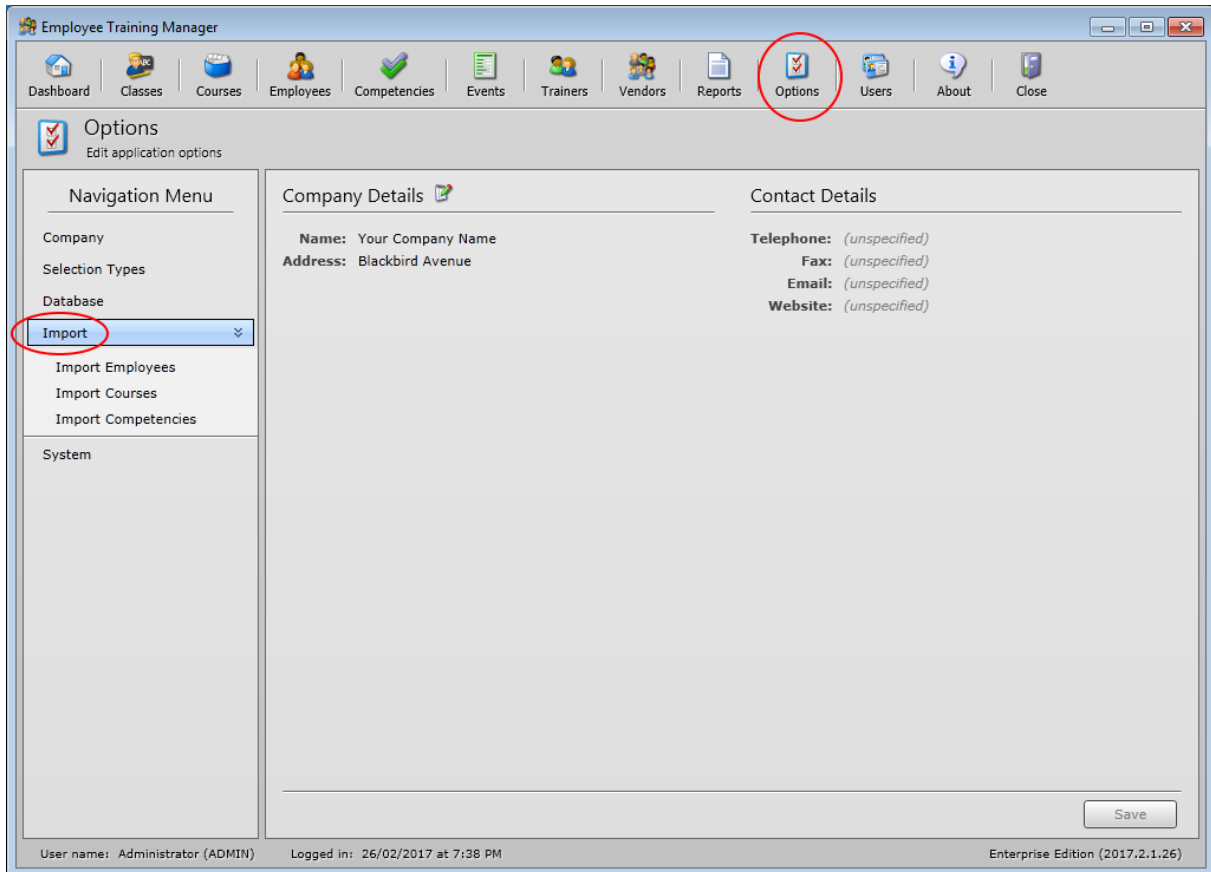 Employee Training Manager
Dashboard Classes Courses Employees Competencies Events Trainers Vendors Reports Options Users About Close
Options
Edit application options
Navigation Menu
Company
Selection Types
Database
Import
Import Employees
Import Courses
Import Competencies
System
Company Details
Name: Your Company Name
Address: Blackbird Avenue
Contact Details
Telephone: (unspecified)
Fax: (unspecified)
Email: (unspecified)
Website: (unspecified)
Save
User name: Administrator (ADMIN) Logged in: 26/02/2017 at 7:38 PM Enterprise Edition (2017.2.1.26)